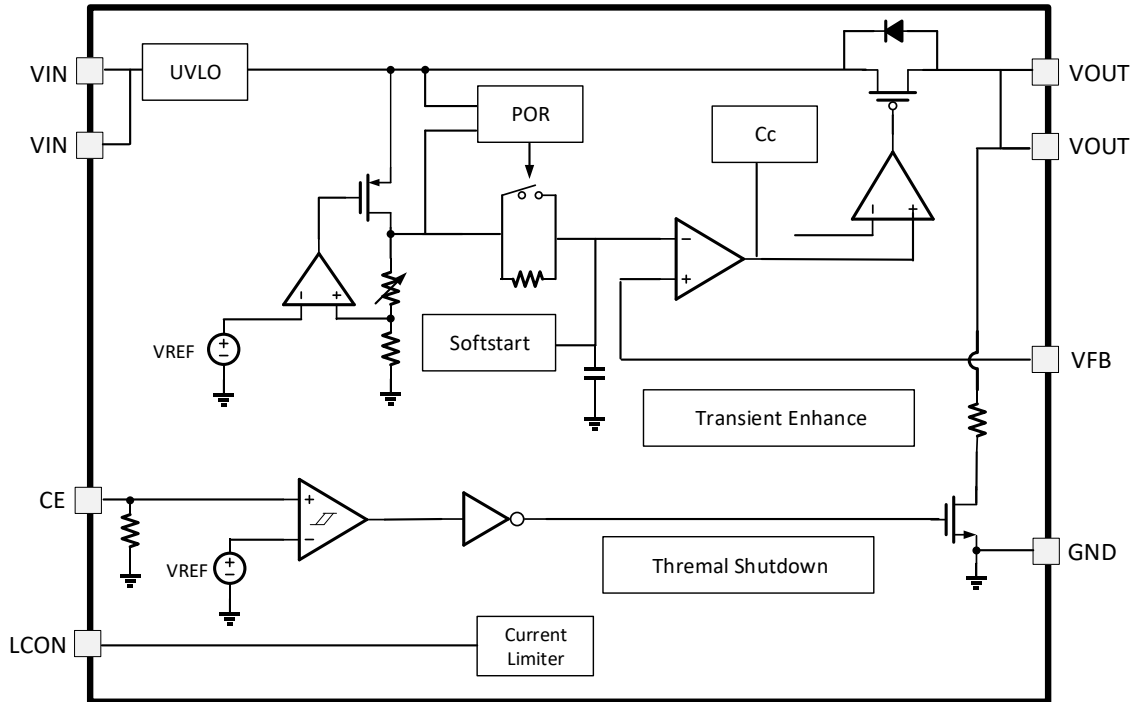 VIN
UVLO
VOUT
VIN
POR
Cc
VOUT
VREF
Softstart
VFB
Transient Enhance
CE
VREF
Thremal Shutdown
GND
LCON
Current
Limiter